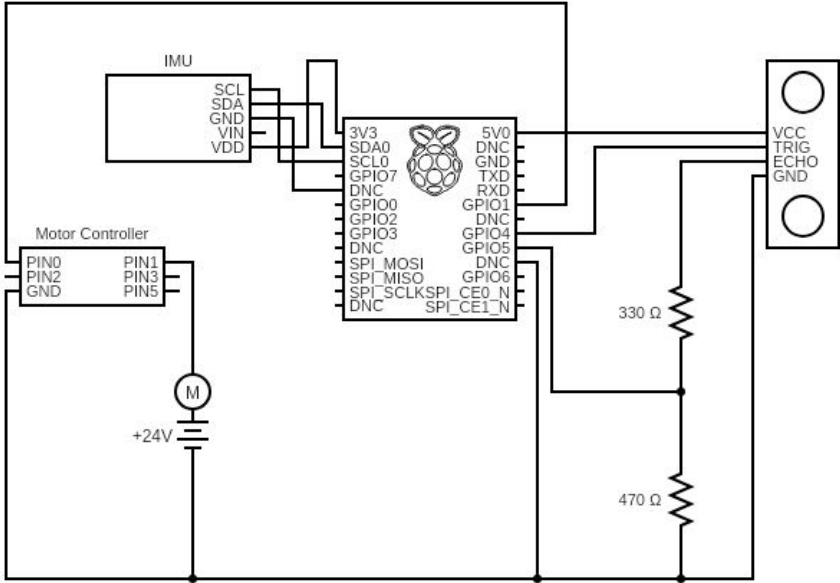 IMU
SCL
SDA
GND
VIN
VDD
3V3
SDA0
SCL0
GPIO7
DNC
GPIO0
GPIO2
GPIO3
DNC
SPI_MOSI
SPI_MISO
SPI_SCLK
DNC
5V0
DNC
GND
TXD
RXD
GPIO1
DNC
GPIO4
GPIO5
DNC
GPIO6
SPI_CE0_N
SPI_CE1_N
VCC
TRIG
ECHO
GND
Motor Controller
PIN0
PIN2
GND
PIN1
PIN3
PIN5
M
+24V
330 Ω
470 Ω